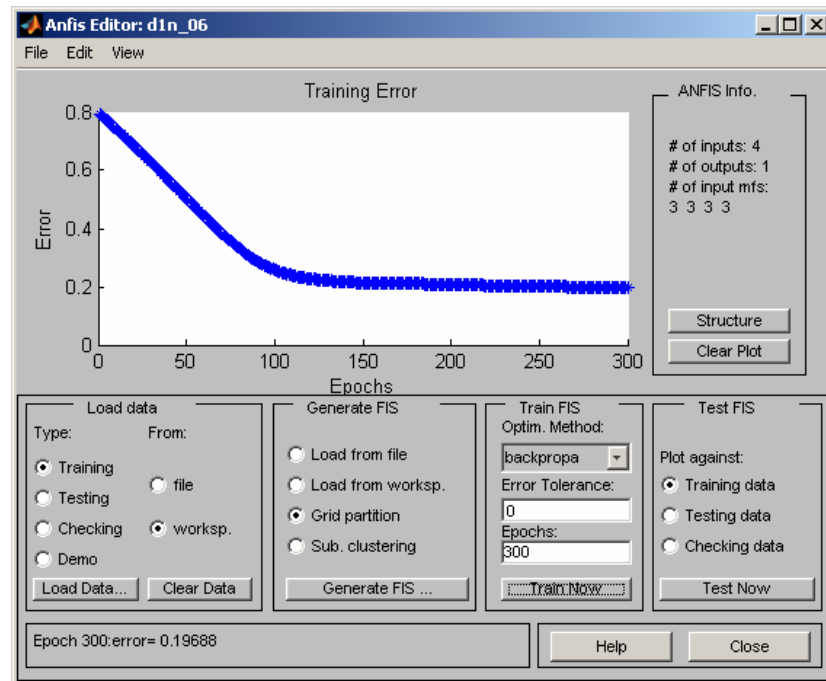 Anfis Editor: d1n_06
File Edit View
Training Error
0.8
0.6
0.4
0.2
0
Error
0 50 100 150 200 250 300
Epochs
ANFIS Info.
# of inputs: 4
# of outputs: 1
# of input mfs:
3 3 3 3
Structure
Clear Plot
Load data
Type: From:
Training
Testing
Checking
Demo
file
worksp.
Load Data... Clear Data
Generate FIS
Load from file
Load from worksp.
Grid partition
Sub. clustering
Generate FIS ...
Train FIS
Optim. Method:
backpropa
Error Tolerance:
0
Epochs:
300
Train Now
Test FIS
Plot against:
Training data
Testing data
Checking data
Test Now
Epoch 300:error= 0.19688
Help Close